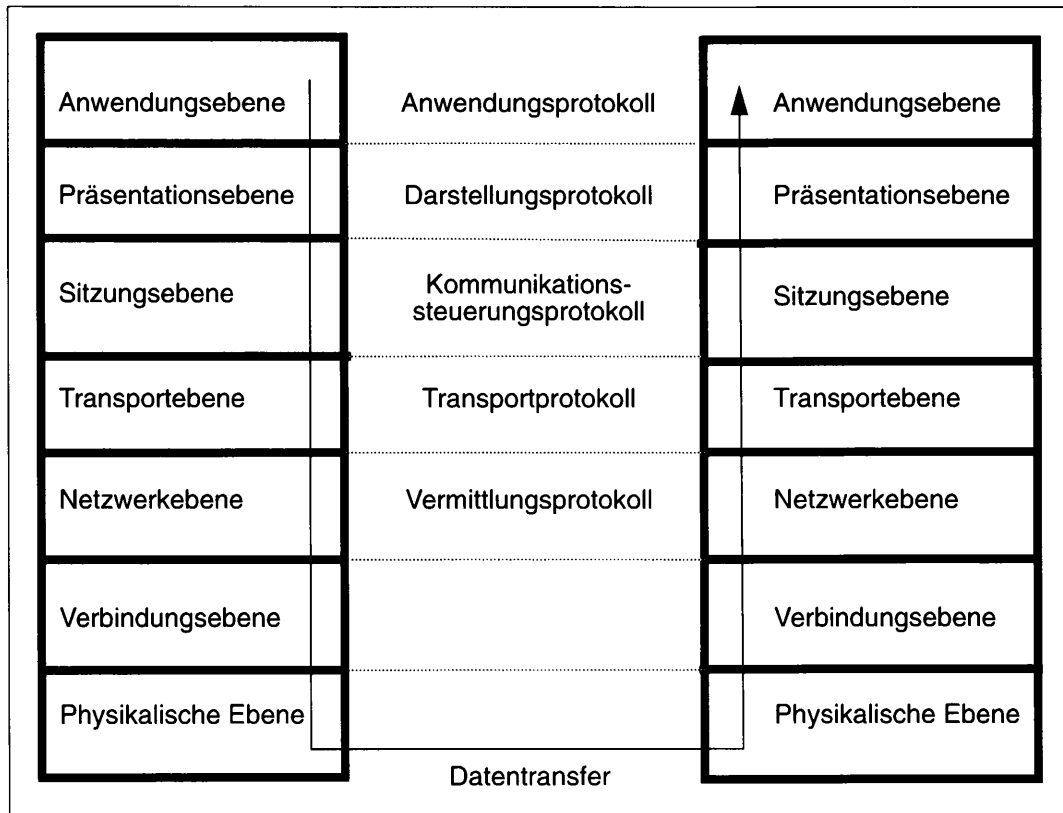 Anwendungsebene Anwendungsprotokoll Anwendungsebene
Präsentationsebene Darstellungsprotokoll Präsentationsebene
Sitzungsebene Kommunikations-
steuerungsprotokoll Sitzungsebene
Transportebene Transportprotokoll Transportebene
Netzwerkebene Vermittlungsprotokoll Netzwerkebene
Verbindungsebene Verbindungsebene
Physikalische Ebene Physikalische Ebene
Datentransfer